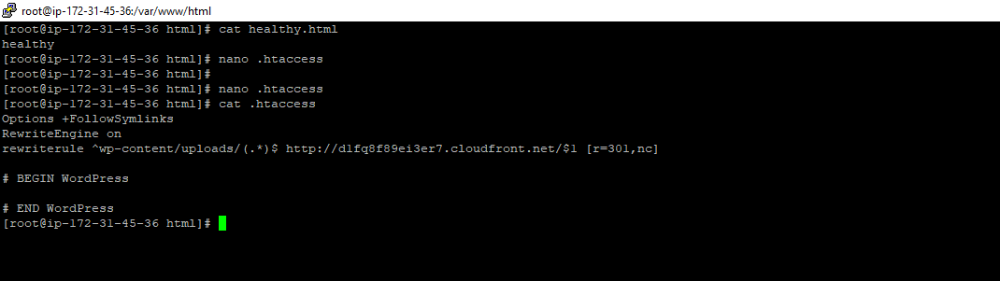 root@ip-172-31-45-36:/var/www/html
[root@ip-172-31-45-36 html]# cat healthy.html
healthy
[root@ip-172-31-45-36 html]# nano .htaccess
[root@ip-172-31-45-36 html]#
[root@ip-172-31-45-36 html]# nano .htaccess
[root@ip-172-31-45-36 html]# cat .htaccess
Options +FollowSymlinks
RewriteEngine on
rewriterule ^wp-content/uploads/(.*)$ http://d1fq8f89ei3er7.cloudfront.net/$1 [r=301,nc]
# BEGIN WordPress
# END WordPress
[root@ip-172-31-45-36 html]#